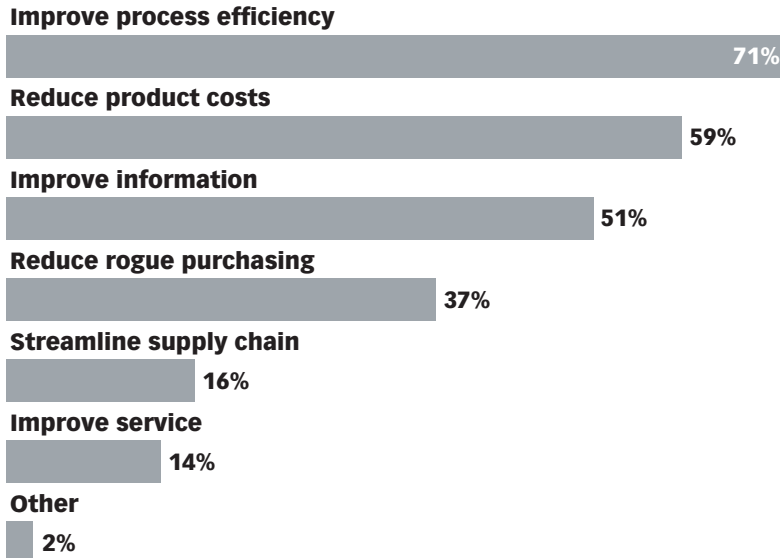 Improve process efficiency
71%
Reduce product costs
59%
Improve information
51%
Reduce rogue purchasing
37%
Streamline supply chain
16%
Improve service
14%
Other
2%